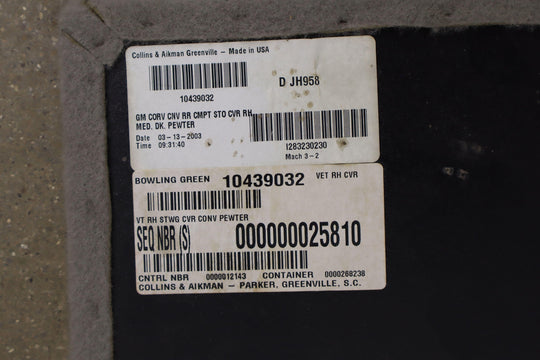 Collins & Aikman Greenville – Made in USA
D JH958
10439032
GM CORV CNV RR CMPT STO CVR RH
MED. DK. PEWTER
Date 03-13-2003
Time 09:31:40
I283230230
Mach 3-2
BOWLING GREEN 10439032 VET RH CVR
VT RH STWG CVR CONV PEWTER
SEQ NBR (S) 000000025810
CNTRL NBR 0000012143 CONTAINER 000026B238
COLLINS & AIKMAN – PARKER, GREENVILLE, S.C.